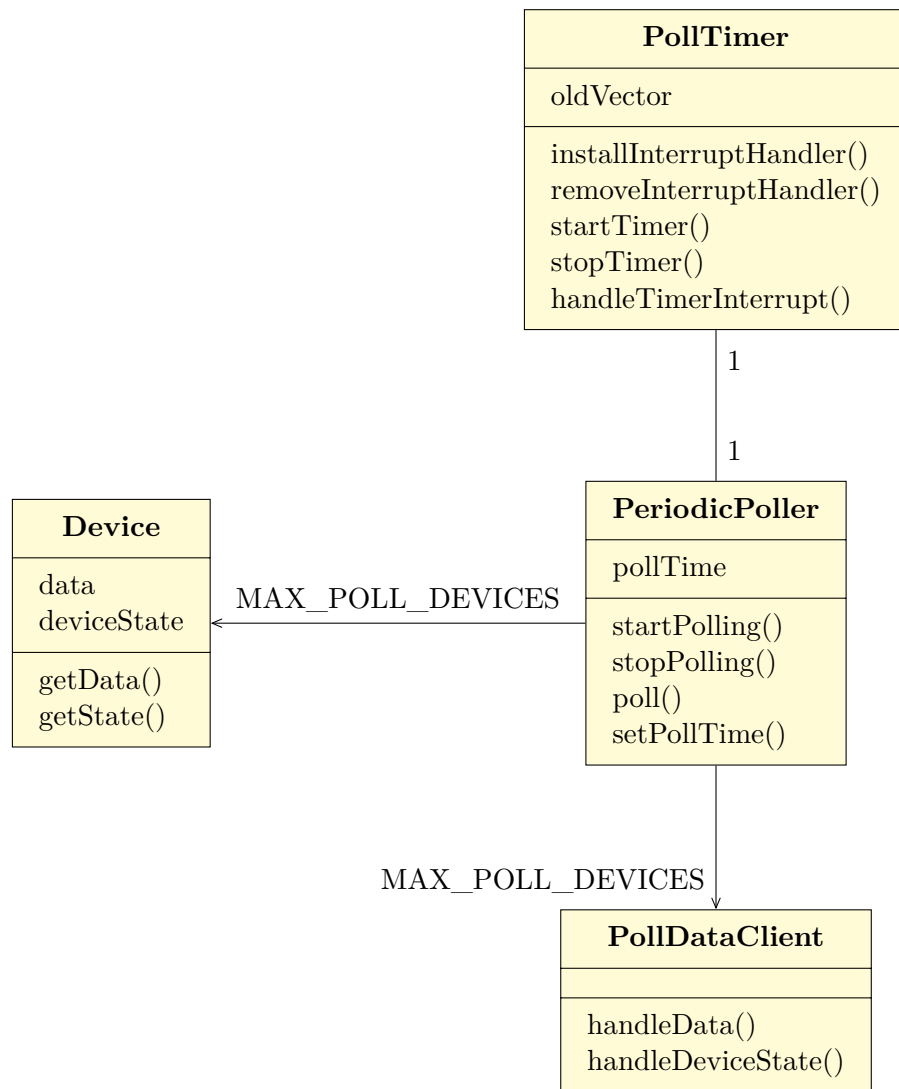 PollTimer
oldVector
installInterruptHandler()
removeInterruptHandler()
startTimer()
stopTimer()
handleTimerInterrupt()
1
1
Device
data
deviceState
getData()
getState()
MAX_POLL_DEVICES
PeriodicPoller
pollTime
startPolling()
stopPolling()
poll()
setPollTime()
MAX_POLL_DEVICES
PollDataClient
handleData()
handleDeviceState()